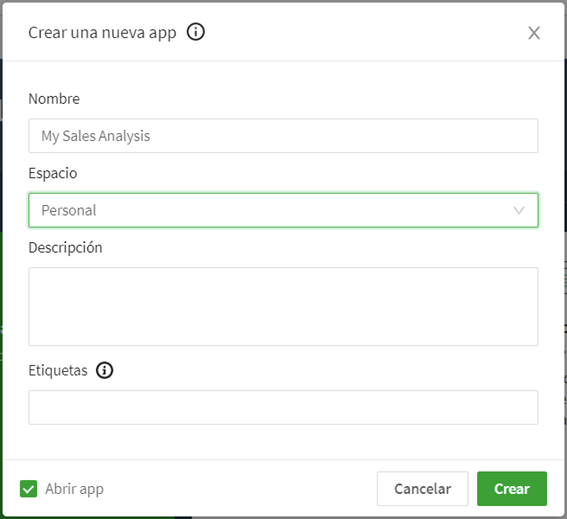 Crear una nueva app
Nombre
My Sales Analysis
Espacio
Personal
Descripción
Etiquetas
Abrir app
Cancelar
Crear